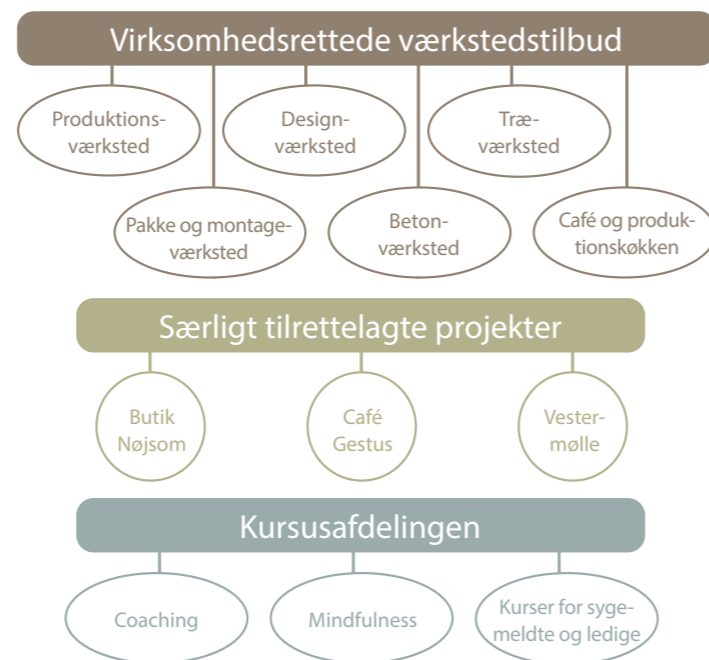 Virksomhedsrettede værkstedstilbud
Produktions-
værksted
Design-
værksted
Træ-
værksted
Pakke og montage-
værksted
Beton-
værksted
Café og produk-
tionskøkken
Særligt tilrettelagte projekter
Butik
Nøjsom
Café
Gestus
Vester-
mølle
Kursusafdelingen
Coaching
Mindfulness
Kurser for syge-
meldte og ledige